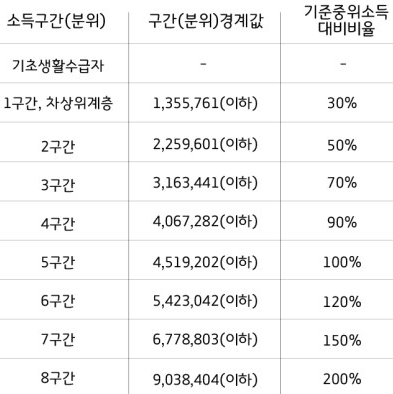 소득구간(분위) 구간(분위)경계값 기준중위소득
대비비율
기초생활수급자 - -
1구간, 차상위계층 1,355,761(이하) 30%
2구간 2,259,601(이하) 50%
3구간 3,163,441(이하) 70%
4구간 4,067,282(이하) 90%
5구간 4,519,202(이하) 100%
6구간 5,423,042(이하) 120%
7구간 6,778,803(이하) 150%
8구간 9,038,404(이하) 200%